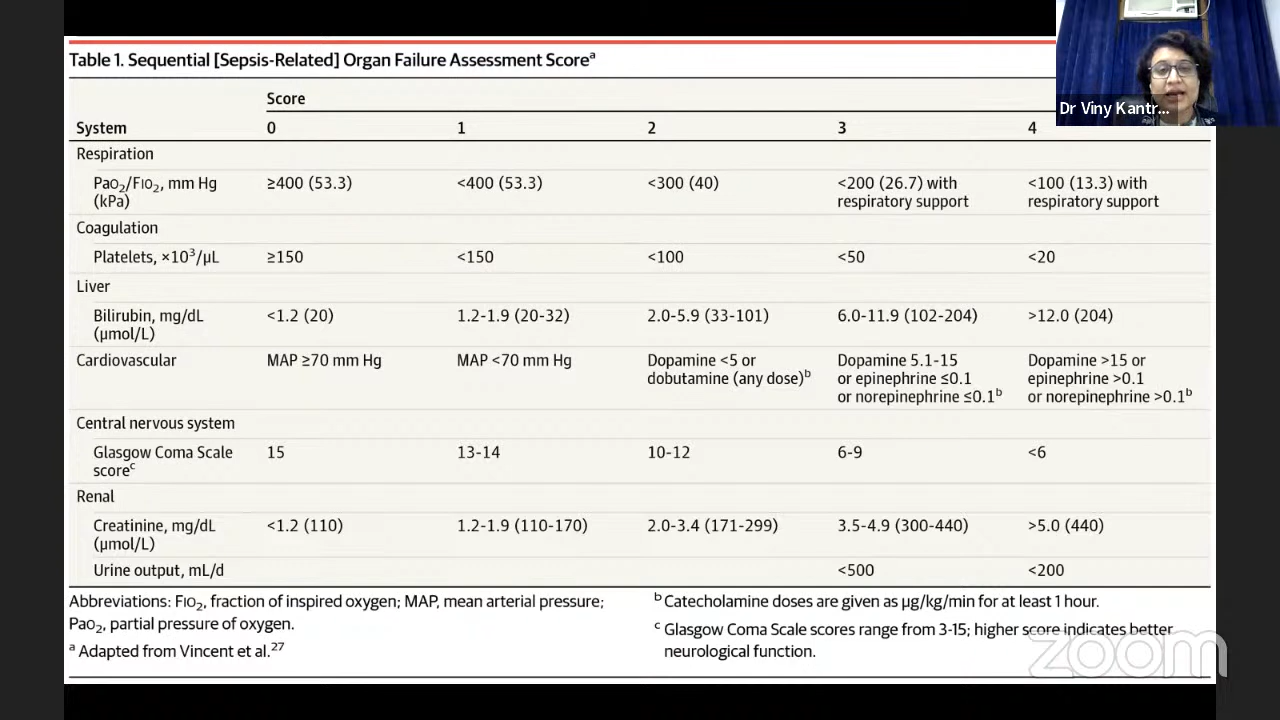 Table 1. Sequential [Sepsis-Related] Organ Failure Assessment Scoreᵃ
Score
System 0 1 2 3 4
Respiration
PaO₂/FIO₂, mm Hg ≥400 (53.3) <400 (53.3) <300 (40) <200 (26.7) with <100 (13.3) with
(kPa) respiratory support respiratory support
Coagulation
Platelets, ×10³/μL ≥150 <150 <100 <50 <20
Liver
Bilirubin, mg/dL <1.2 (20) 1.2-1.9 (20-32) 2.0-5.9 (33-101) 6.0-11.9 (102-204) >12.0 (204)
(μmol/L)
Cardiovascular MAP ≥70 mm Hg MAP <70 mm Hg Dopamine <5 or Dopamine 5.1-15 Dopamine >15 or
dobutamine (any dose)ᵇ or epinephrine ≤0.1 epinephrine >0.1
or norepinephrine ≤0.1ᵇ or norepinephrine >0.1ᵇ
Central nervous system
Glasgow Coma Scale 15 13-14 10-12 6-9 <6
scoreᶜ
Renal
Creatinine, mg/dL <1.2 (110) 1.2-1.9 (110-170) 2.0-3.4 (171-299) 3.5-4.9 (300-440) >5.0 (440)
(μmol/L)
Urine output, mL/d <500 <200
Abbreviations: FIO₂, fraction of inspired oxygen; MAP, mean arterial pressure;
PaO₂, partial pressure of oxygen.
ᵃ Adapted from Vincent et al.²⁷
ᵇ Catecholamine doses are given as μg/kg/min for at least 1 hour.
ᶜ Glasgow Coma Scale scores range from 3-15; higher score indicates better
neurological function.
Dr Viny Kantr...
zoom